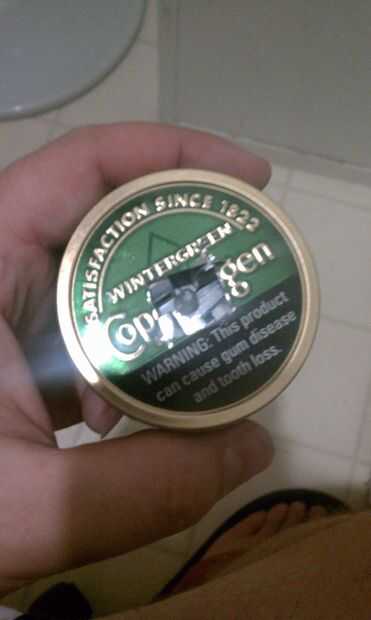 SATISFACTION SINCE 1822
WINTERGREEN
WARNING: This product
can cause gum disease
and tooth loss.